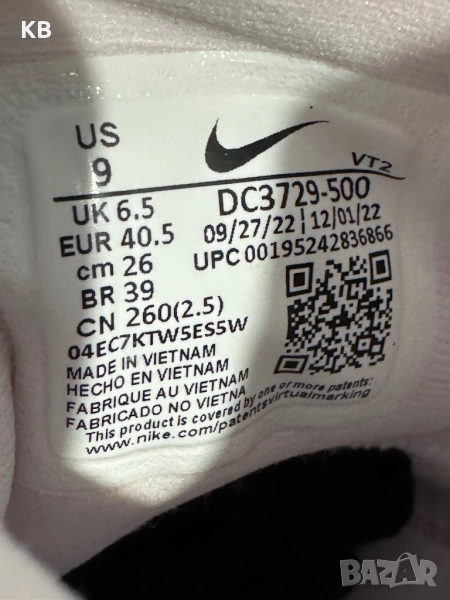 KB
US
9
VT2
UK 6.5
EUR 40.5
cm 26
BR 39
CN 260(2.5)
04EC7KTW5ES5W
DC3729-500
09/27/22 | 12/01/22
UPC 00195242836866
MADE IN VIETNAM
HECHO EN VIETNAM
FABRIQUE AU VIETNAM
FABRICADO NO VIETNA
This product is covered by one or more patents:
www.nike.com/patentsvirtualmarking
BAZAR